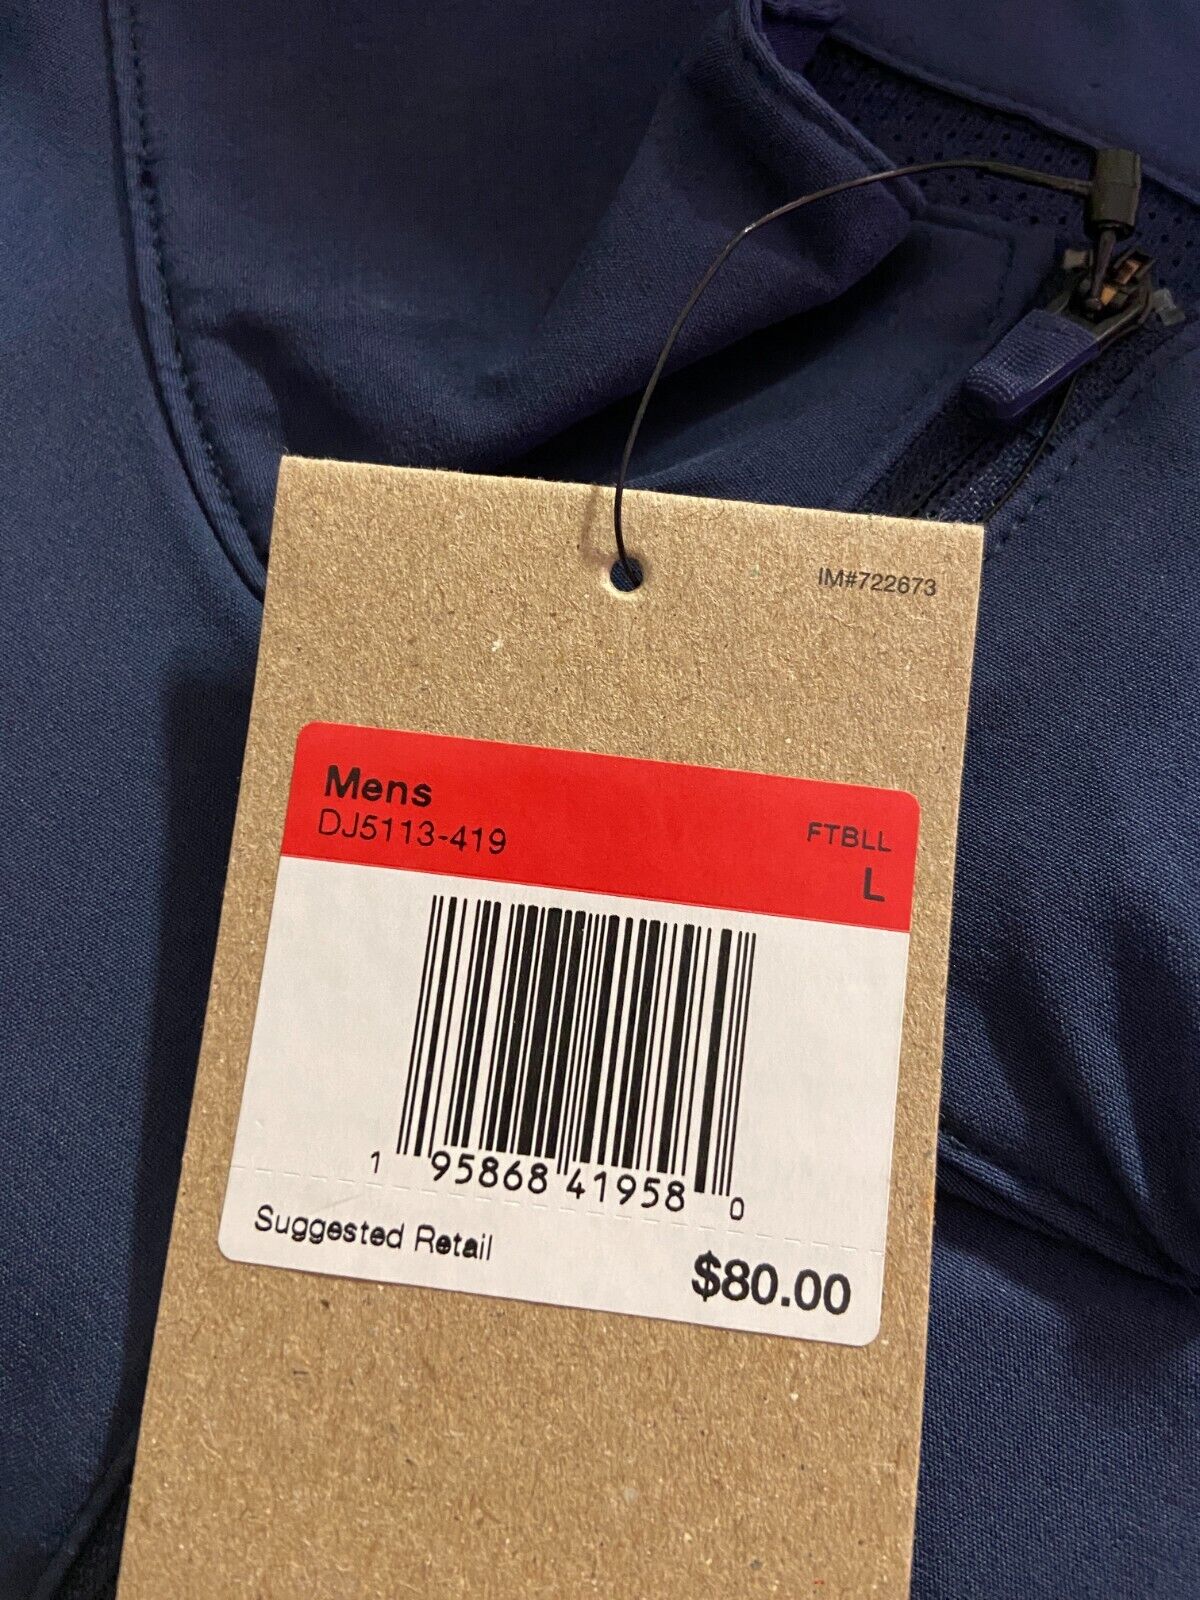 IM#722673
Mens
DJ5113-419
FTBLL
L
1 95868 41958 0
Suggested Retail
$80.00